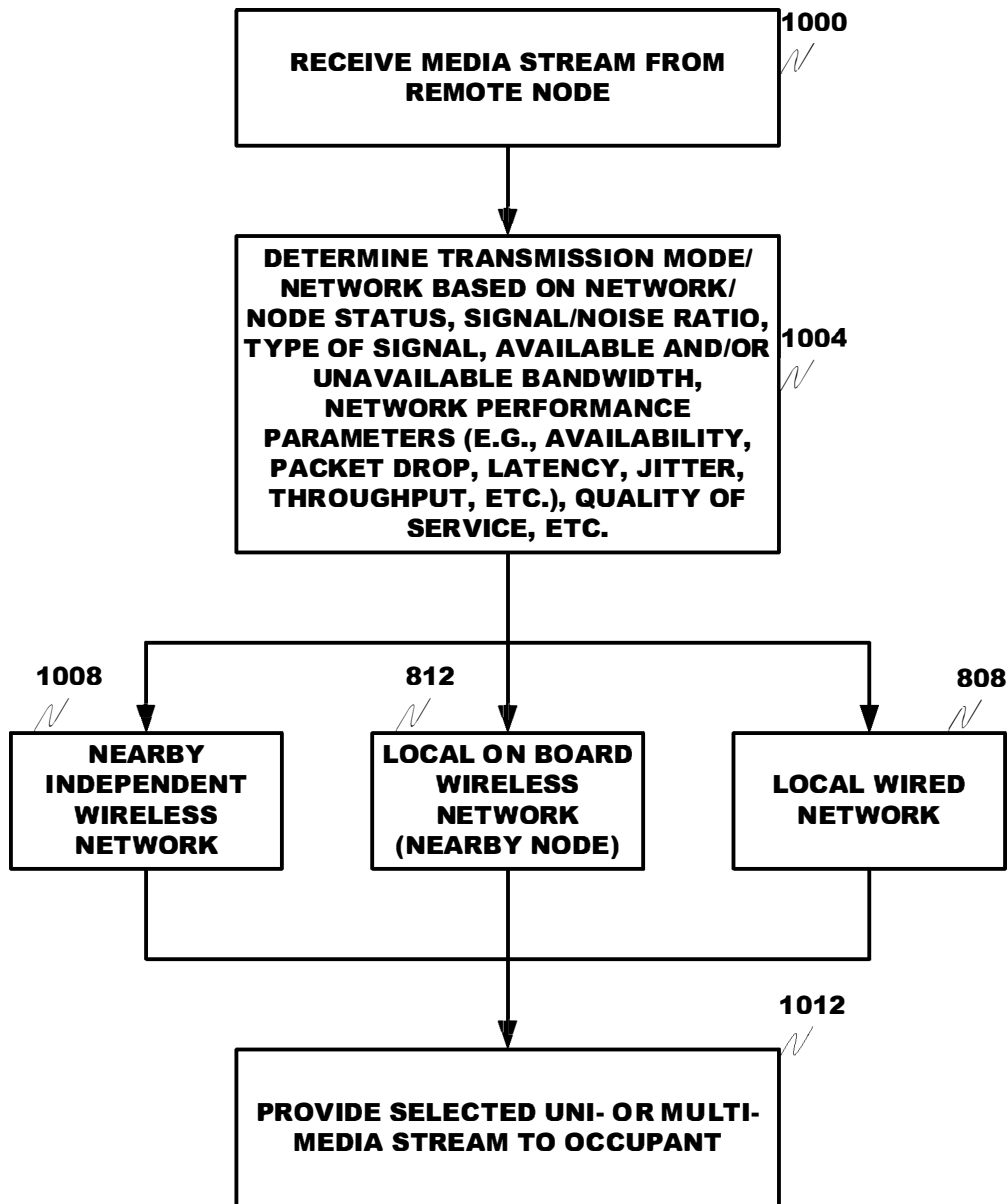 1000
RECEIVE MEDIA STREAM FROM
REMOTE NODE
DETERMINE TRANSMISSION MODE/
NETWORK BASED ON NETWORK/
NODE STATUS, SIGNAL/NOISE RATIO,
TYPE OF SIGNAL, AVAILABLE AND/OR
UNAVAILABLE BANDWIDTH,
NETWORK PERFORMANCE
PARAMETERS (E.G., AVAILABILITY,
PACKET DROP, LATENCY, JITTER,
THROUGHPUT, ETC.), QUALITY OF
SERVICE, ETC.
1004
1008
NEARBY
INDEPENDENT
WIRELESS
NETWORK
812
LOCAL ON BOARD
WIRELESS
NETWORK
(NEARBY NODE)
808
LOCAL WIRED
NETWORK
1012
PROVIDE SELECTED UNI- OR MULTI-
MEDIA STREAM TO OCCUPANT